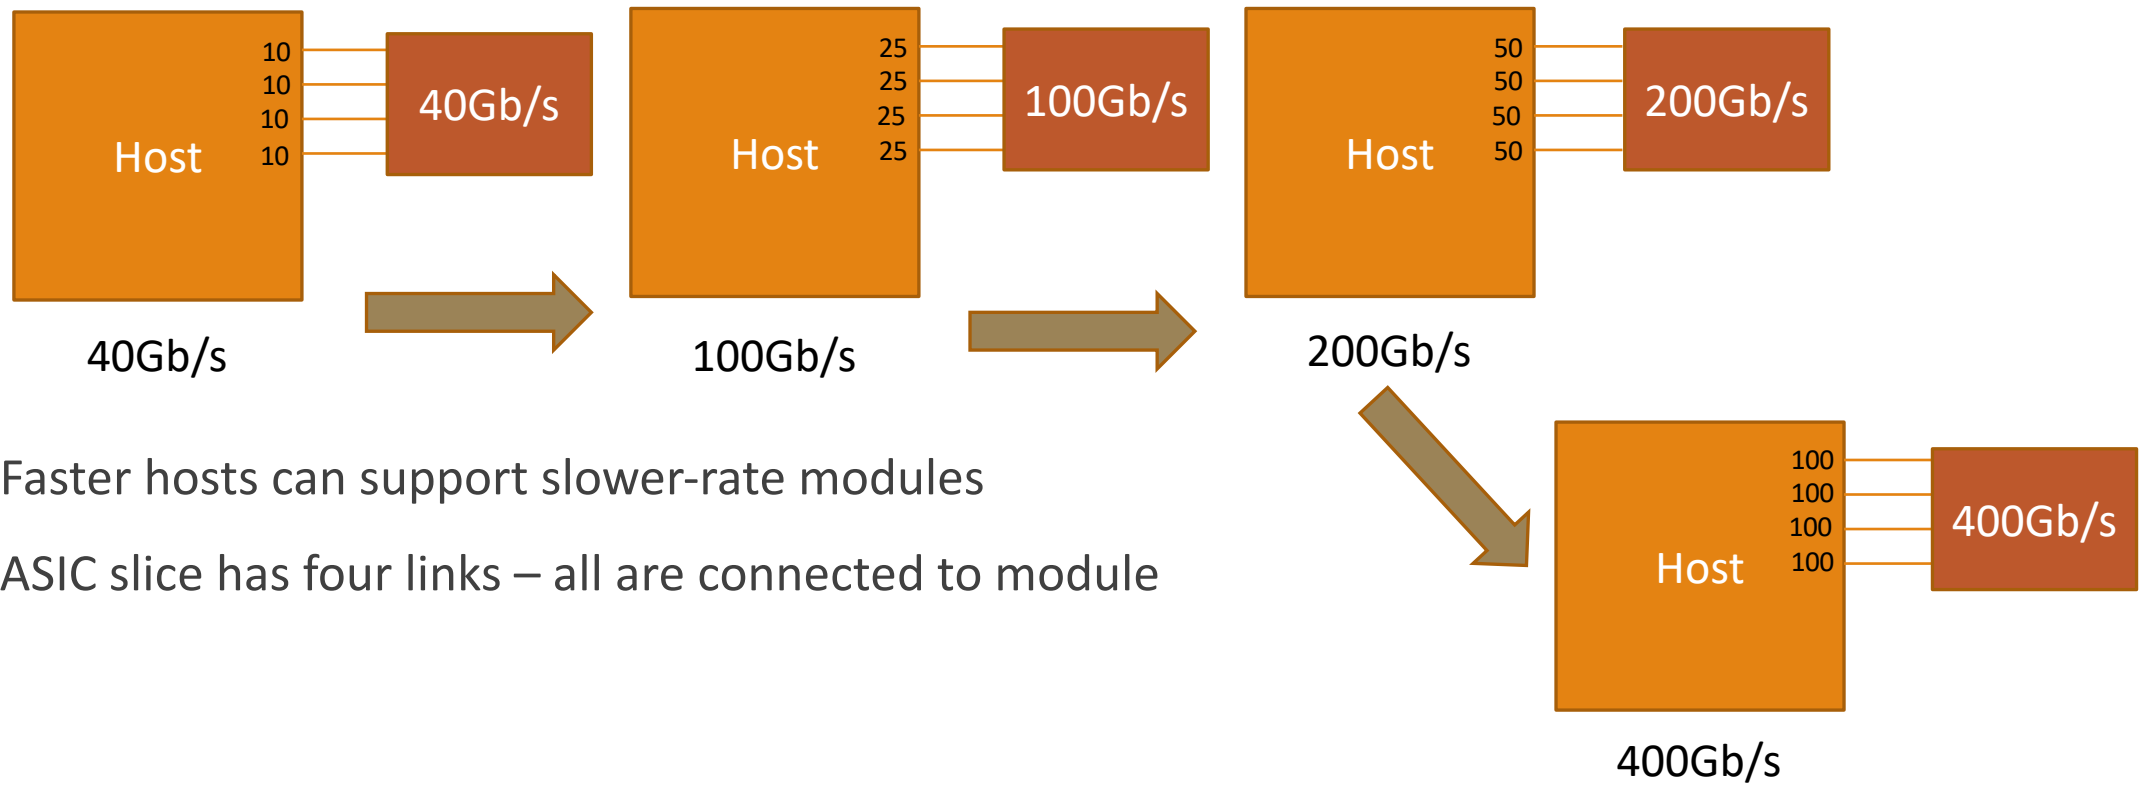 10
10
10
10
Host
40Gb/s
40Gb/s
25
25
25
25
Host
100Gb/s
100Gb/s
50
50
50
50
Host
200Gb/s
200Gb/s
Faster hosts can support slower-rate modules
ASIC slice has four links – all are connected to module
100
100
100
100
Host
400Gb/s
400Gb/s